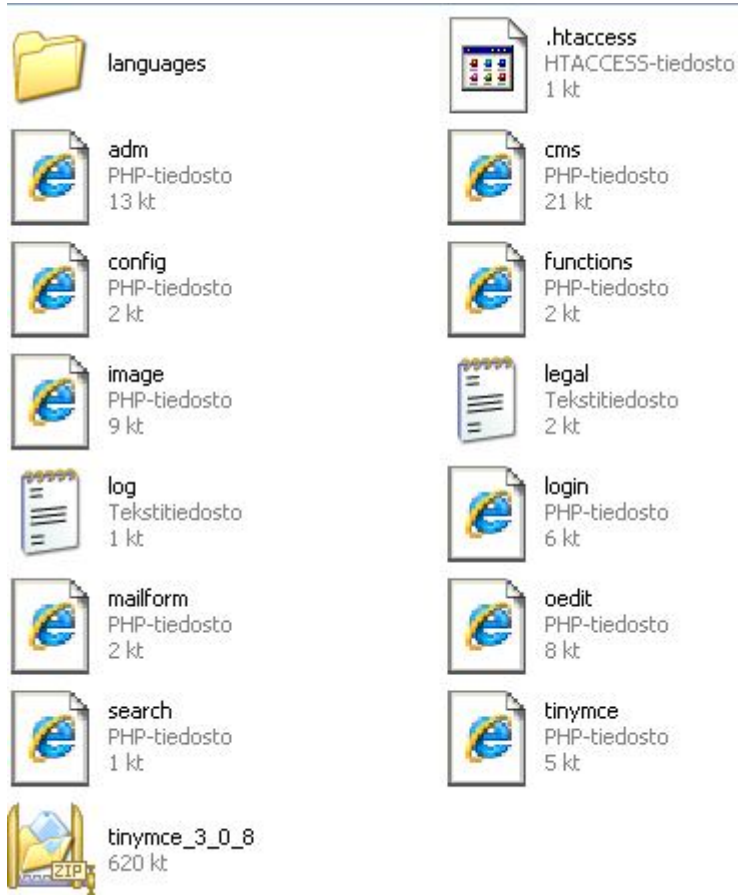 languages
.htaccess
HTACCESS-tiedosto
1 kt
adm
PHP-tiedosto
13 kt
cms
PHP-tiedosto
21 kt
config
PHP-tiedosto
2 kt
functions
PHP-tiedosto
2 kt
image
PHP-tiedosto
9 kt
legal
Tekstitiedosto
2 kt
log
Tekstitiedosto
1 kt
login
PHP-tiedosto
6 kt
mailform
PHP-tiedosto
2 kt
oedit
PHP-tiedosto
8 kt
search
PHP-tiedosto
1 kt
tinymce
PHP-tiedosto
5 kt
ZIP
tinymce_3_0_8
620 kt